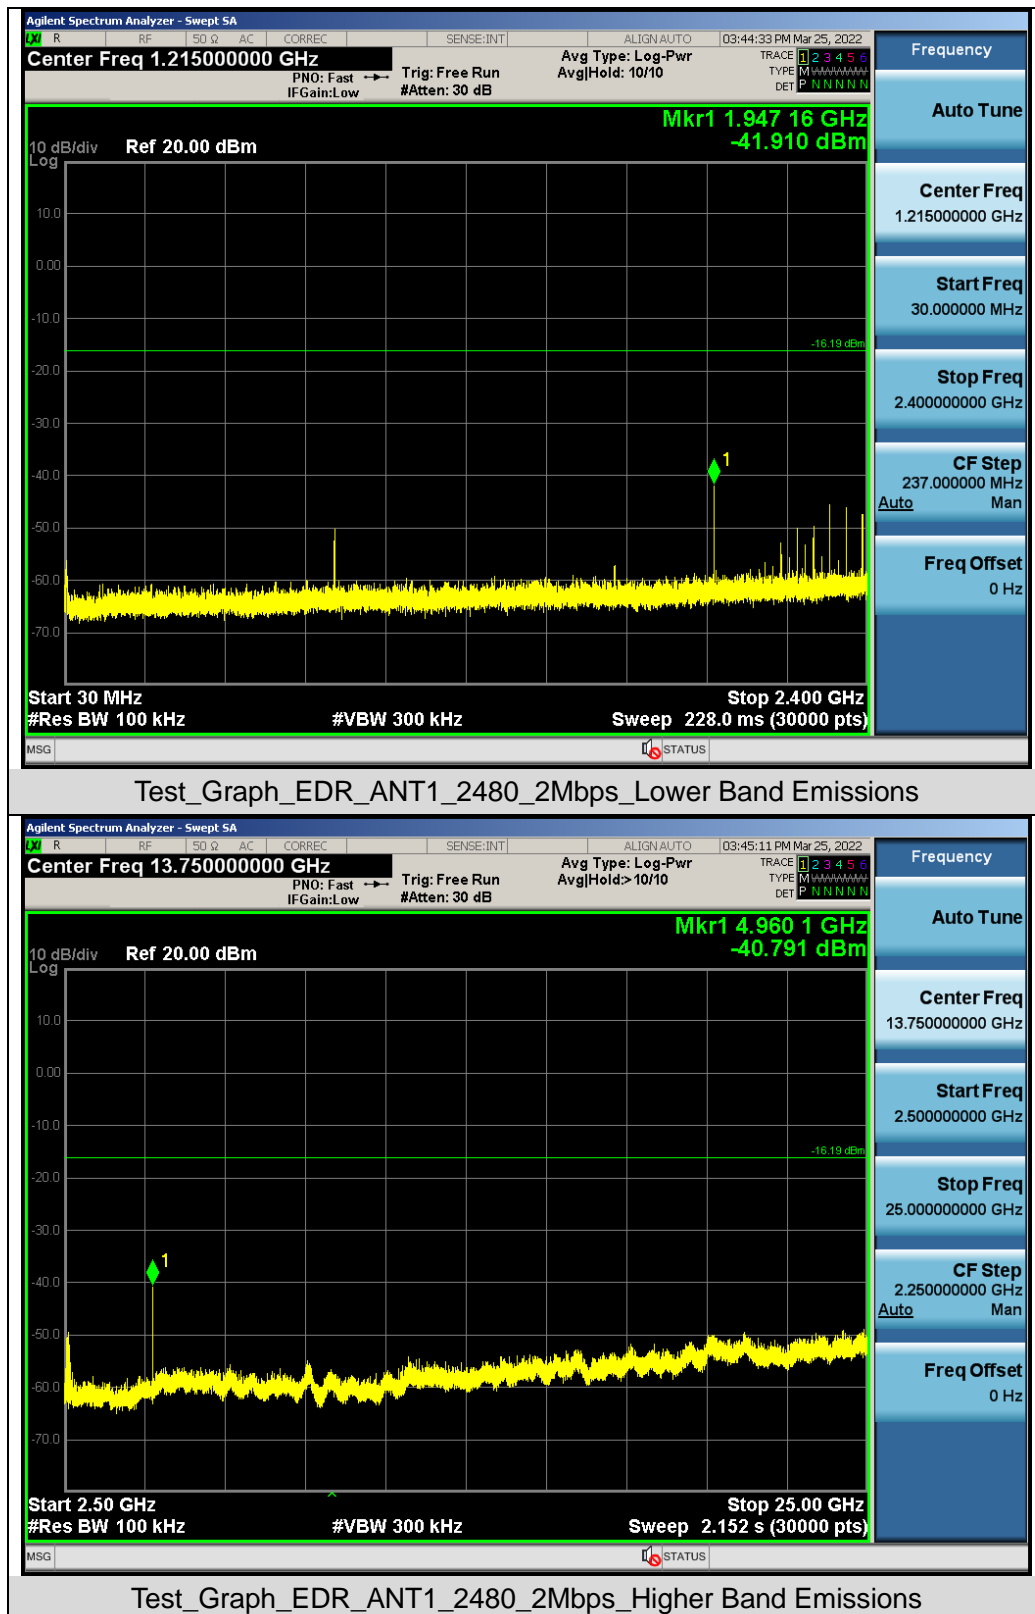 Agilent Spectrum Analyzer - Swept SA
LXI R RF 50 Ω AC CORREC SENSE:INT ALIGN AUTO 03:44:33 PM Mar 25, 2022
Center Freq 1.215000000 GHz
PNO: Fast
IFGain:Low
Trig: Free Run
#Atten: 30 dB
Avg Type: Log-Pwr
Avg|Hold: 10/10
TRACE 1 2 3 4 5 6
TYPE M WWWWW
DET P N N N N N
Mkr1 1.947 16 GHz
-41.910 dBm
10 dB/div Ref 20.00 dBm
Log
10.0
0.00
-10.0
-16.19 dBm
-20.0
-30.0
1
-40.0
-50.0
-60.0
-70.0
Start 30 MHz Stop 2.400 GHz
#Res BW 100 kHz #VBW 300 kHz Sweep 228.0 ms (30000 pts)
MSG STATUS
Frequency
Auto Tune
Center Freq
1.215000000 GHz
Start Freq
30.000000 MHz
Stop Freq
2.400000000 GHz
CF Step
237.000000 MHz
Auto Man
Freq Offset
0 Hz
Test_Graph_EDR_ANT1_2480_2Mbps_Lower Band Emissions
Agilent Spectrum Analyzer - Swept SA
LXI R RF 50 Ω AC CORREC SENSE:INT ALIGN AUTO 03:45:11 PM Mar 25, 2022
Center Freq 13.750000000 GHz
PNO: Fast
IFGain:Low
Trig: Free Run
#Atten: 30 dB
Avg Type: Log-Pwr
Avg|Hold:>10/10
TRACE 1 2 3 4 5 6
TYPE M WWWWW
DET P N N N N N
Mkr1 4.960 1 GHz
-40.791 dBm
10 dB/div Ref 20.00 dBm
Log
10.0
0.00
-10.0
-16.19 dBm
-20.0
-30.0
1
-40.0
-50.0
-60.0
-70.0
Start 2.50 GHz Stop 25.00 GHz
#Res BW 100 kHz #VBW 300 kHz Sweep 2.152 s (30000 pts)
MSG STATUS
Frequency
Auto Tune
Center Freq
13.750000000 GHz
Start Freq
2.500000000 GHz
Stop Freq
25.000000000 GHz
CF Step
2.250000000 GHz
Auto Man
Freq Offset
0 Hz
Test_Graph_EDR_ANT1_2480_2Mbps_Higher Band Emissions